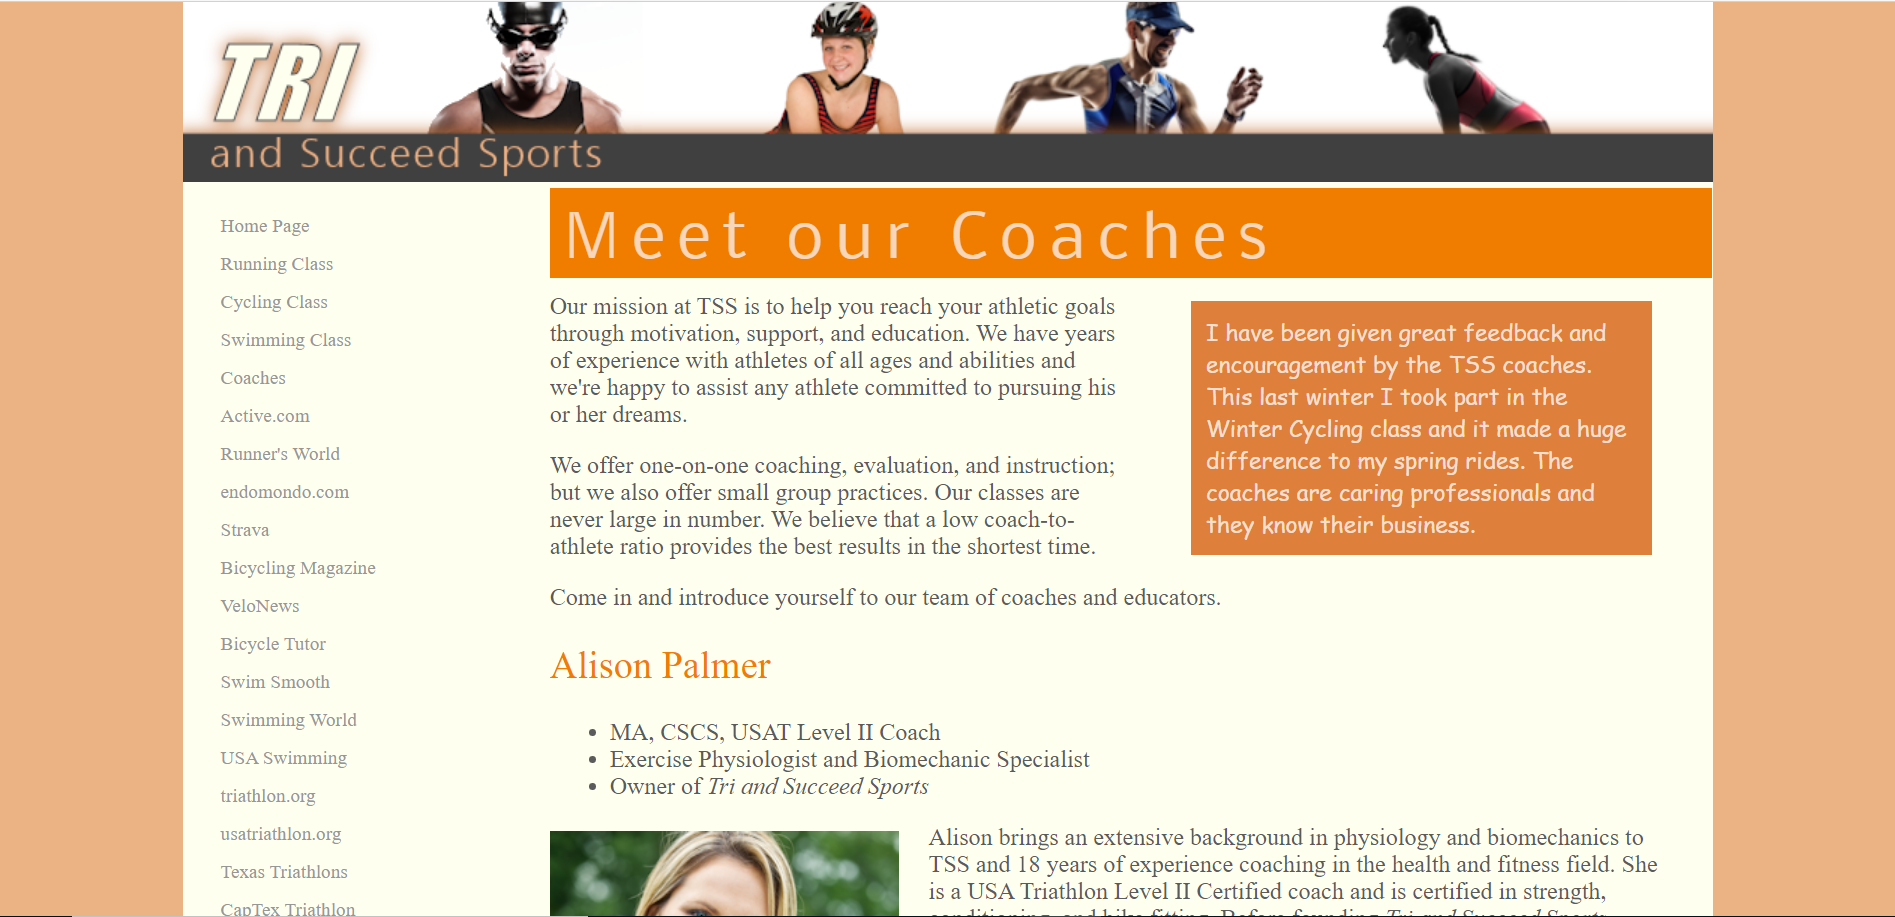 TRI
and Succeed Sports
Home Page
Running Class
Cycling Class
Swimming Class
Coaches
Active.com
Runner's World
endomondo.com
Strava
Bicycling Magazine
VeloNews
Bicycle Tutor
Swim Smooth
Swimming World
USA Swimming
triathlon.org
usatriathlon.org
Texas Triathlons
CapTex Triathlon
Meet our Coaches
Our mission at TSS is to help you reach your athletic goals
through motivation, support, and education. We have years
of experience with athletes of all ages and abilities and
we're happy to assist any athlete committed to pursuing his
or her dreams.
We offer one-on-one coaching, evaluation, and instruction;
but we also offer small group practices. Our classes are
never large in number. We believe that a low coach-to-
athlete ratio provides the best results in the shortest time.
I have been given great feedback and
encouragement by the TSS coaches.
This last winter I took part in the
Winter Cycling class and it made a huge
difference to my spring rides. The
coaches are caring professionals and
they know their business.
Come in and introduce yourself to our team of coaches and educators.
Alison Palmer
• MA, CSCS, USAT Level II Coach
• Exercise Physiologist and Biomechanic Specialist
• Owner of Tri and Succeed Sports
Alison brings an extensive background in physiology and biomechanics to
TSS and 18 years of experience coaching in the health and fitness field. She
is a USA Triathlon Level II Certified coach and is certified in strength,
conditioning, and bike fitting. Before founding Tri and Succeed Sports,